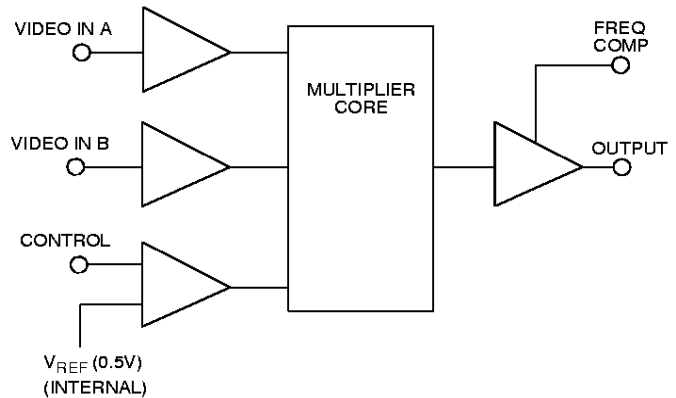 VIDEO IN A
FREQ
COMP
MULTIPLIER
CORE
VIDEO IN B
OUTPUT
CONTROL
VREF (0.5V)
(INTERNAL)